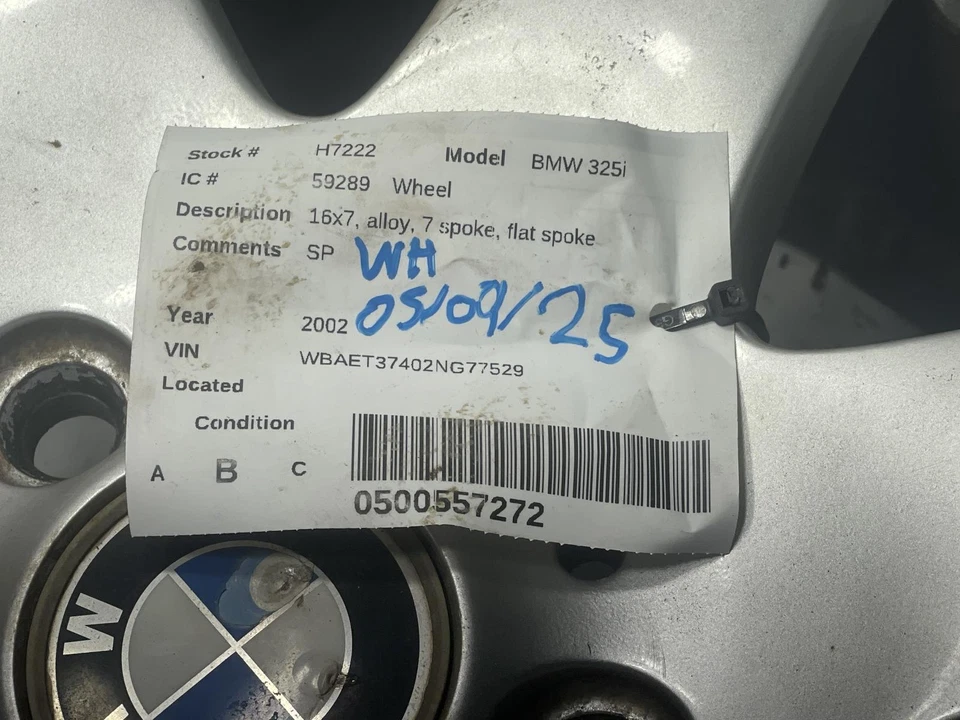 Stock # H7222 Model BMW 325i
IC # 59289 Wheel
Description 16x7, alloy, 7 spoke, flat spoke
Comments SP WH
05/09/25
Year 2002
VIN WBAET37402NG77529
Located
Condition
A B C
0500557272
W